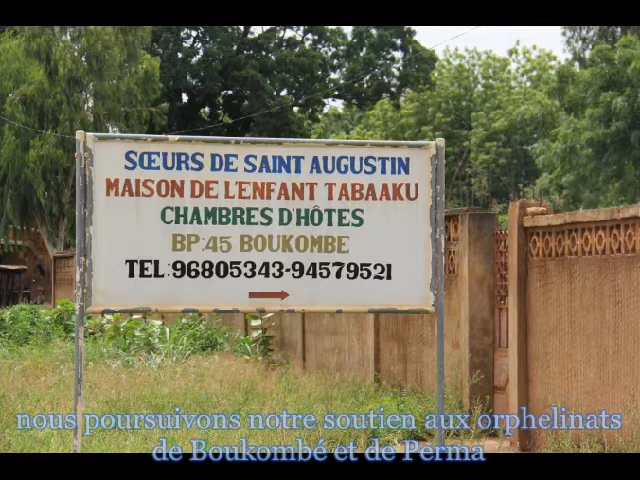 SŒURS DE SAINT AUGUSTIN
MAISON DE L'ENFANT TABAAKU
CHAMBRES D'HÔTES
BP:45 BOUKOMBE
TEL:96805343-94579521
nous poursuivons notre soutien aux orphelinats
de Boukombé et de Perma